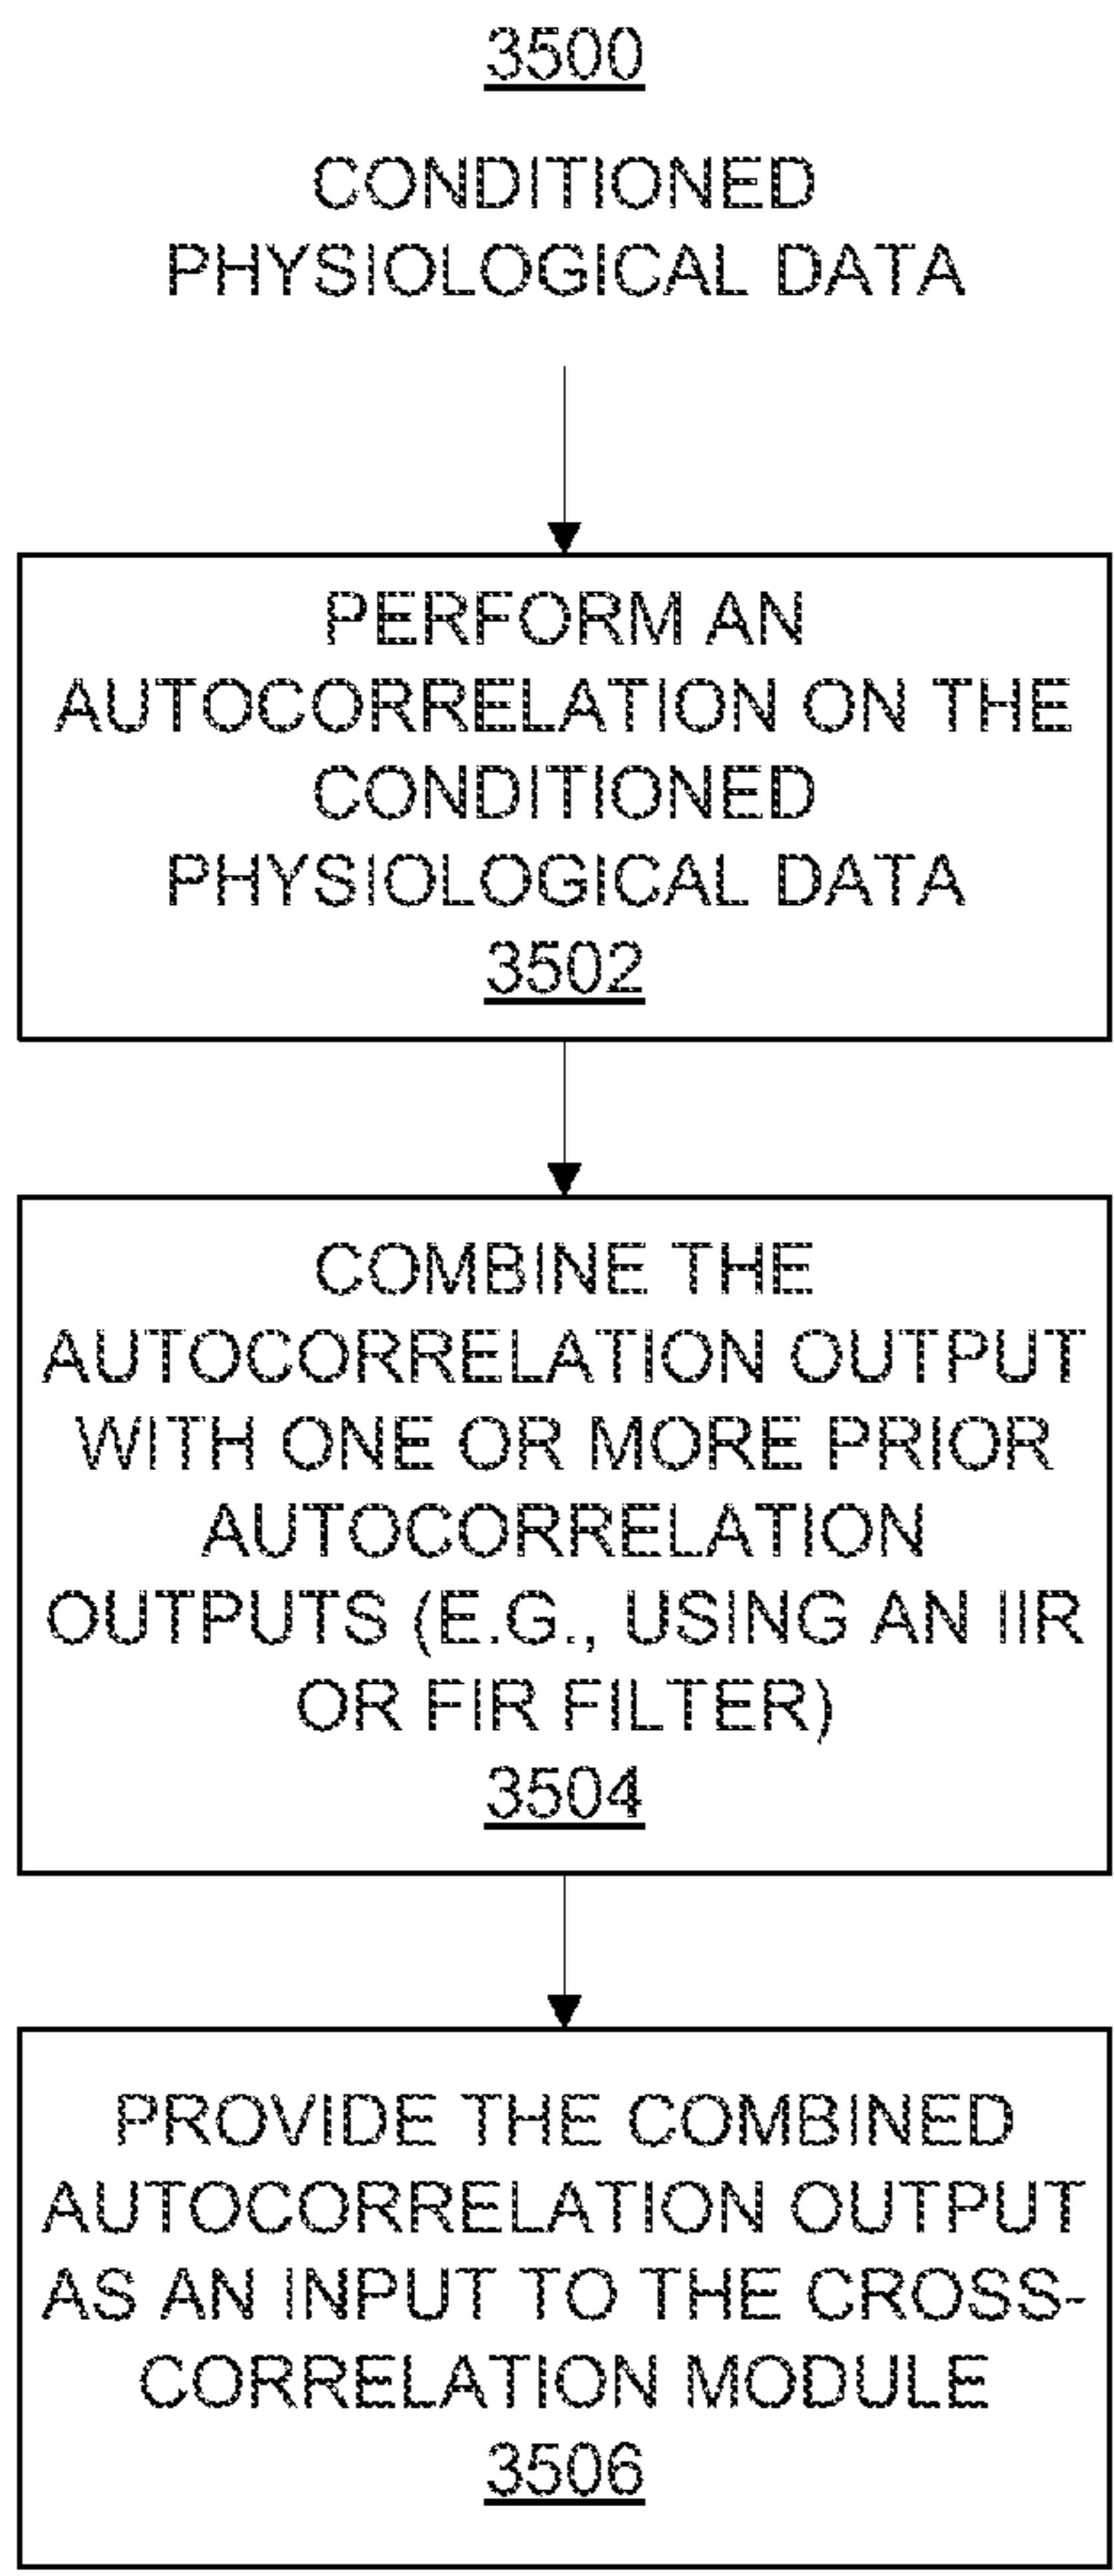 3500
CONDITIONED
PHYSIOLOGICAL DATA
PERFORM AN
AUTOCORRELATION ON THE
CONDITIONED
PHYSIOLOGICAL DATA
3502
COMBINE THE
AUTOCORRELATION OUTPUT
WITH ONE OR MORE PRIOR
AUTOCORRELATION
OUTPUTS (E.G., USING AN IIR
OR FIR FILTER)
3504
PROVIDE THE COMBINED
AUTOCORRELATION OUTPUT
AS AN INPUT TO THE CROSS-
CORRELATION MODULE
3506